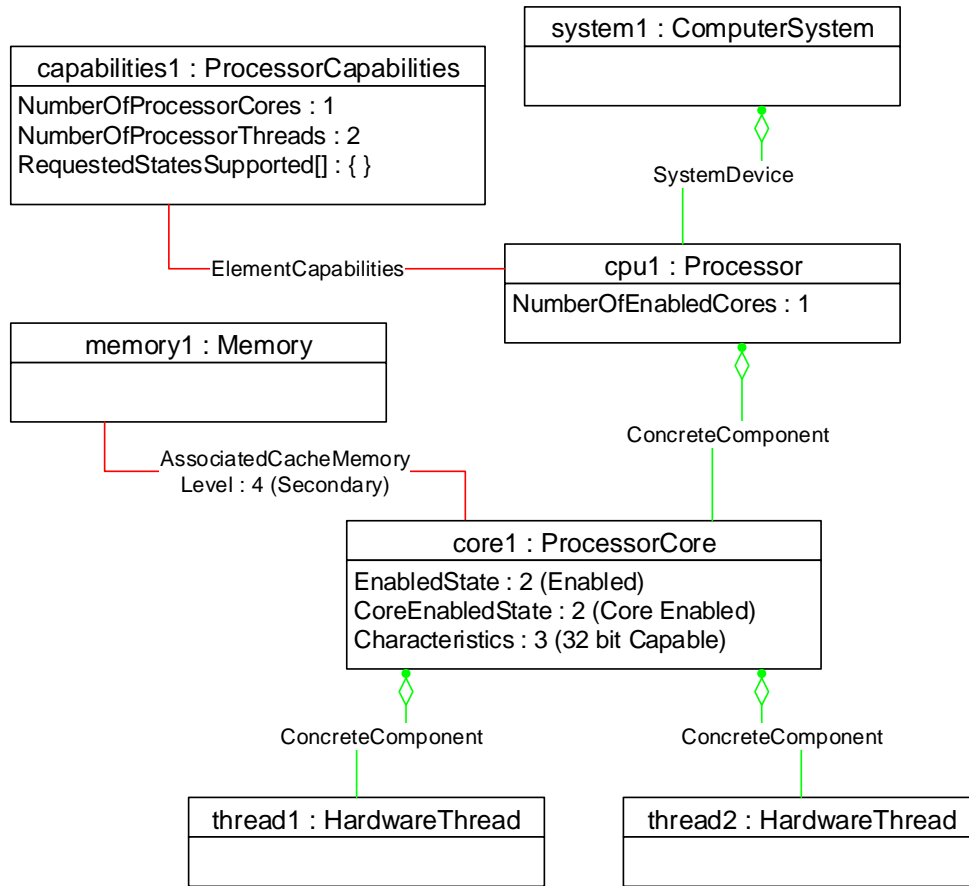 system1 : ComputerSystem
capabilities1 : ProcessorCapabilities
NumberOfProcessorCores : 1
NumberOfProcessorThreads : 2
RequestedStatesSupported[] : { }
SystemDevice
ElementCapabilities
cpu1 : Processor
NumberOfEnabledCores : 1
memory1 : Memory
ConcreteComponent
AssociatedCacheMemory
Level : 4 (Secondary)
core1 : ProcessorCore
EnabledState : 2 (Enabled)
CoreEnabledState : 2 (Core Enabled)
Characteristics : 3 (32 bit Capable)
ConcreteComponent
ConcreteComponent
thread1 : HardwareThread
thread2 : HardwareThread